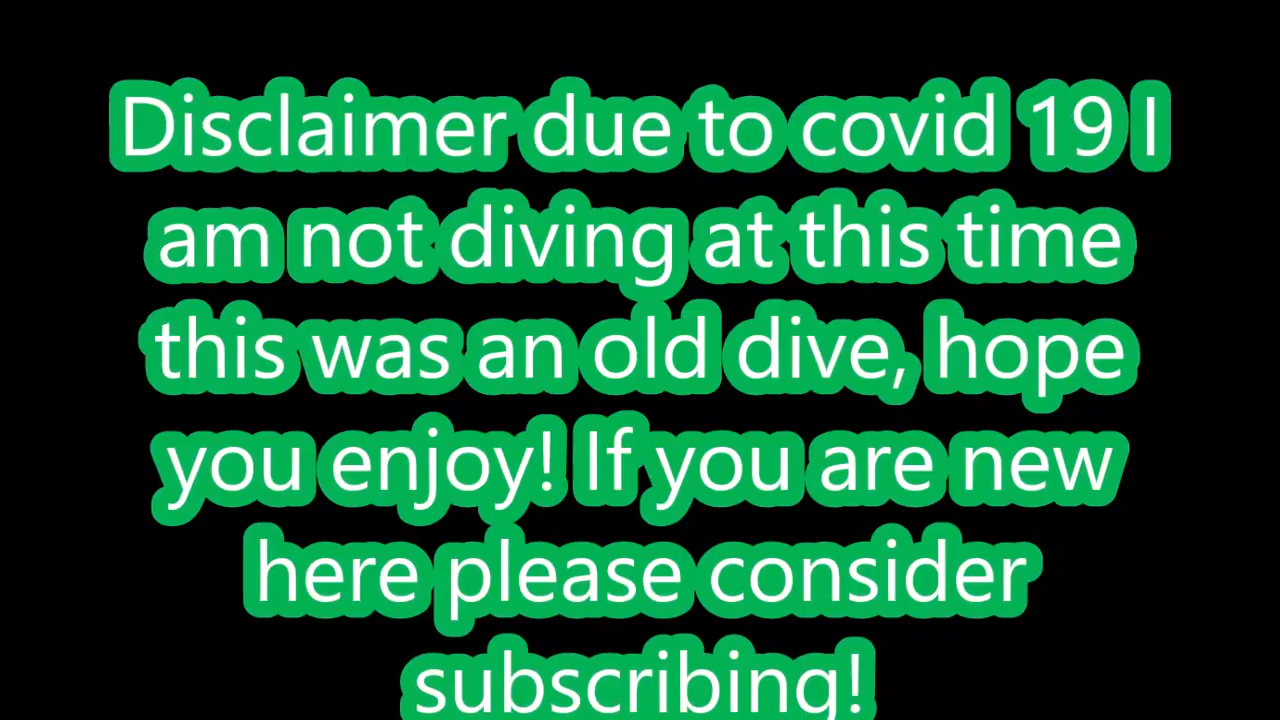 Disclaimer due to covid 19 I
am not diving at this time
this was an old dive, hope
you enjoy! If you are new
here please consider
subscribing!